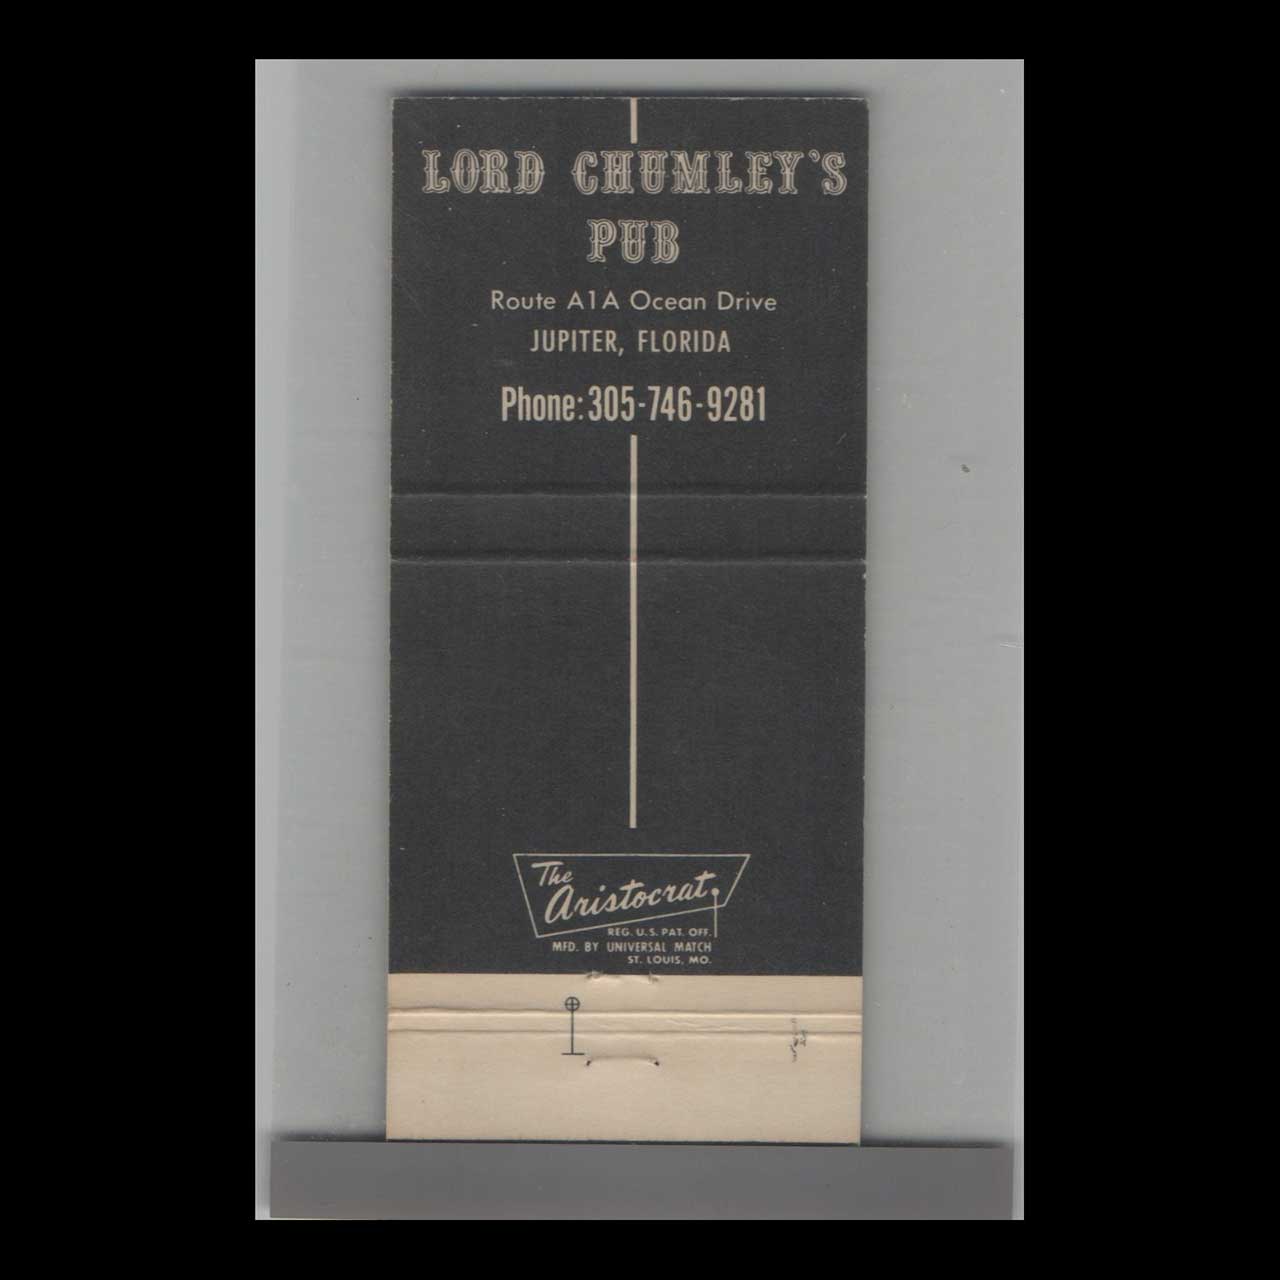 LORD CHUMLEY'S
PUB
Route A1A Ocean Drive
JUPITER, FLORIDA
Phone: 305-746-9281
The
Aristocrat
REG. U.S. PAT. OFF.
MFD. BY UNIVERSAL MATCH
ST. LOUIS, MO.